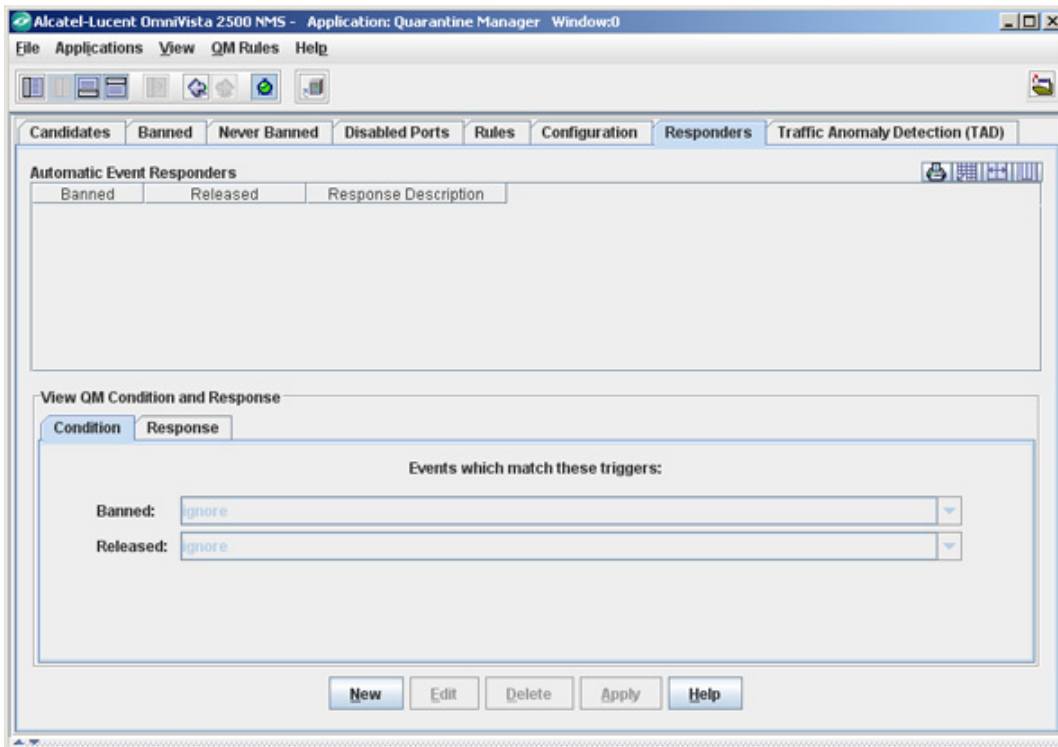 Alcatel-Lucent OmniVista 2500 NMS - Application: Quarantine Manager Window:0
File Applications View QM Rules Help
Candidates Banned Never Banned Disabled Ports Rules Configuration Responders Traffic Anomaly Detection (TAD)
Automatic Event Responders
Banned Released Response Description
View QM Condition and Response
Condition Response
Events which match these triggers:
Banned: ignore
Released: ignore
New Edit Delete Apply Help